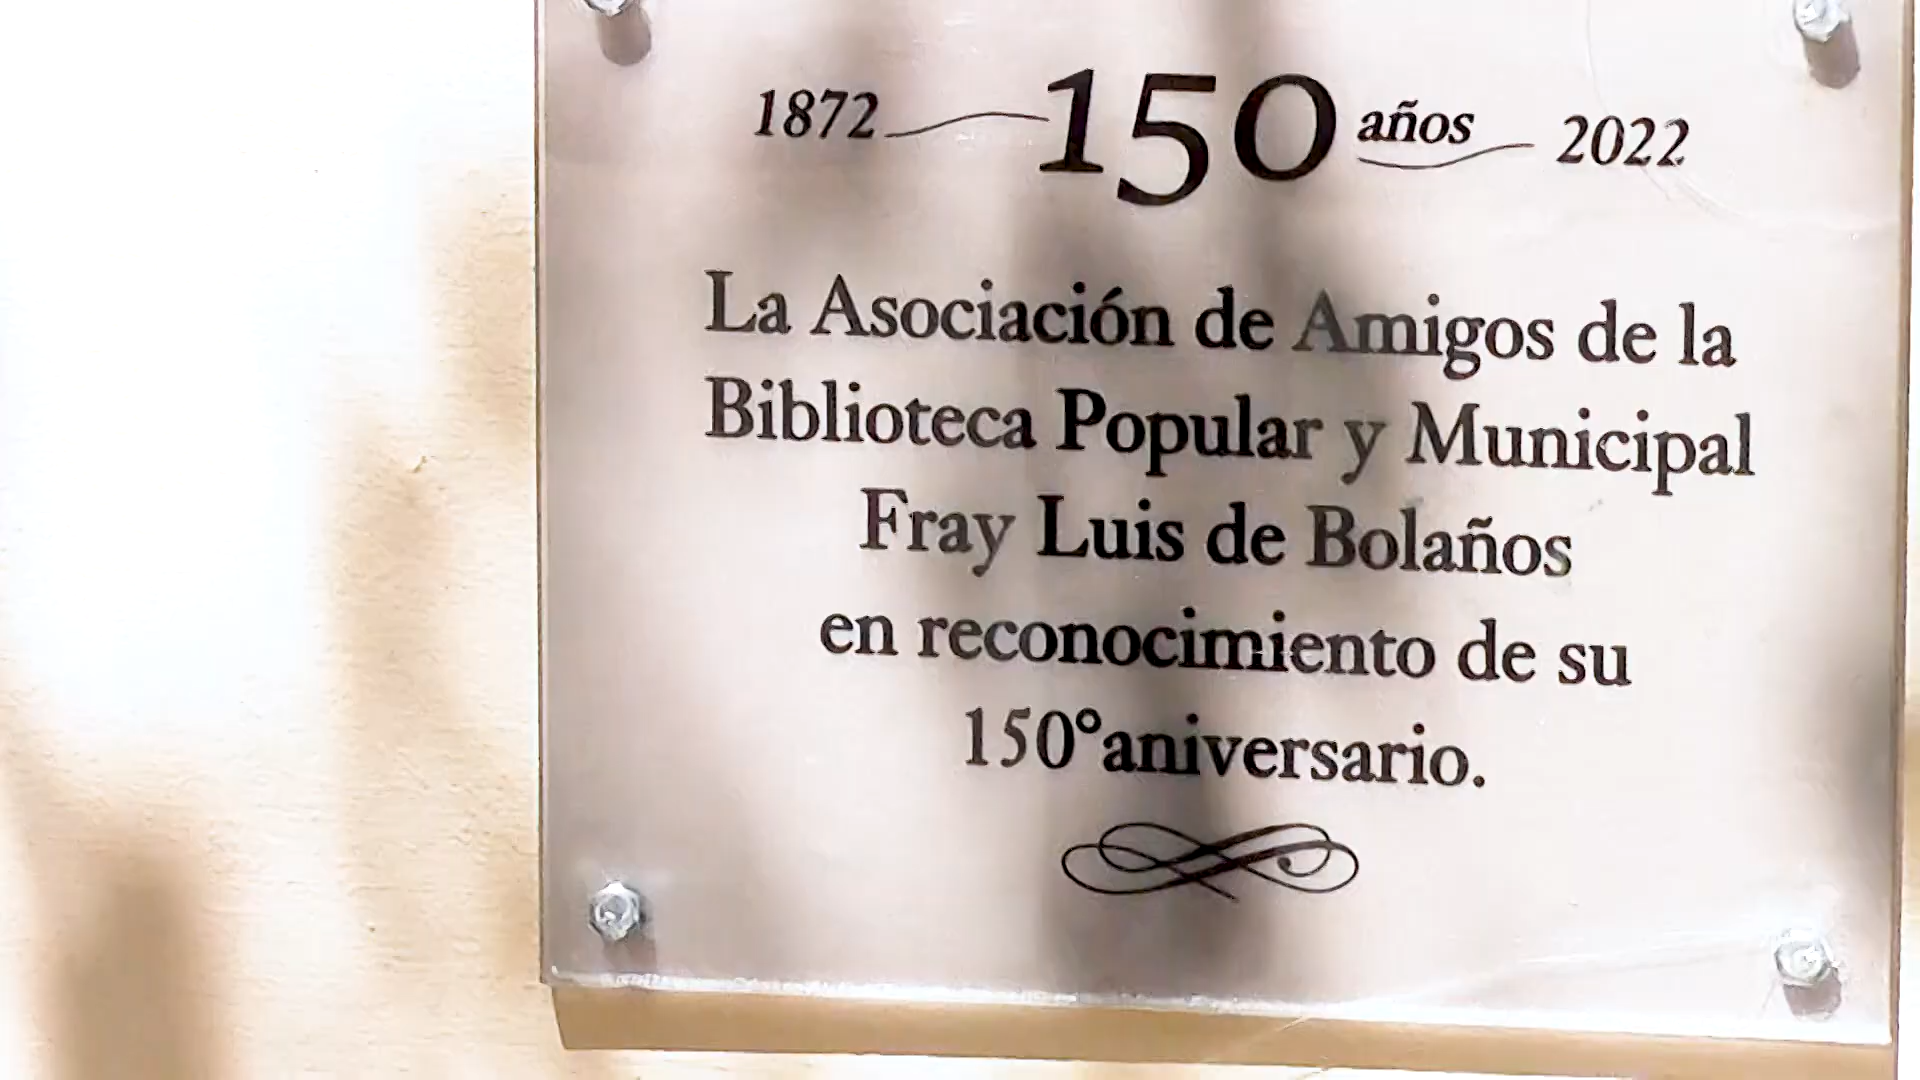 1872 150 años 2022
La Asociación de Amigos de la
Biblioteca Popular y Municipal
Fray Luis de Bolaños
en reconocimiento de su
150°aniversario.